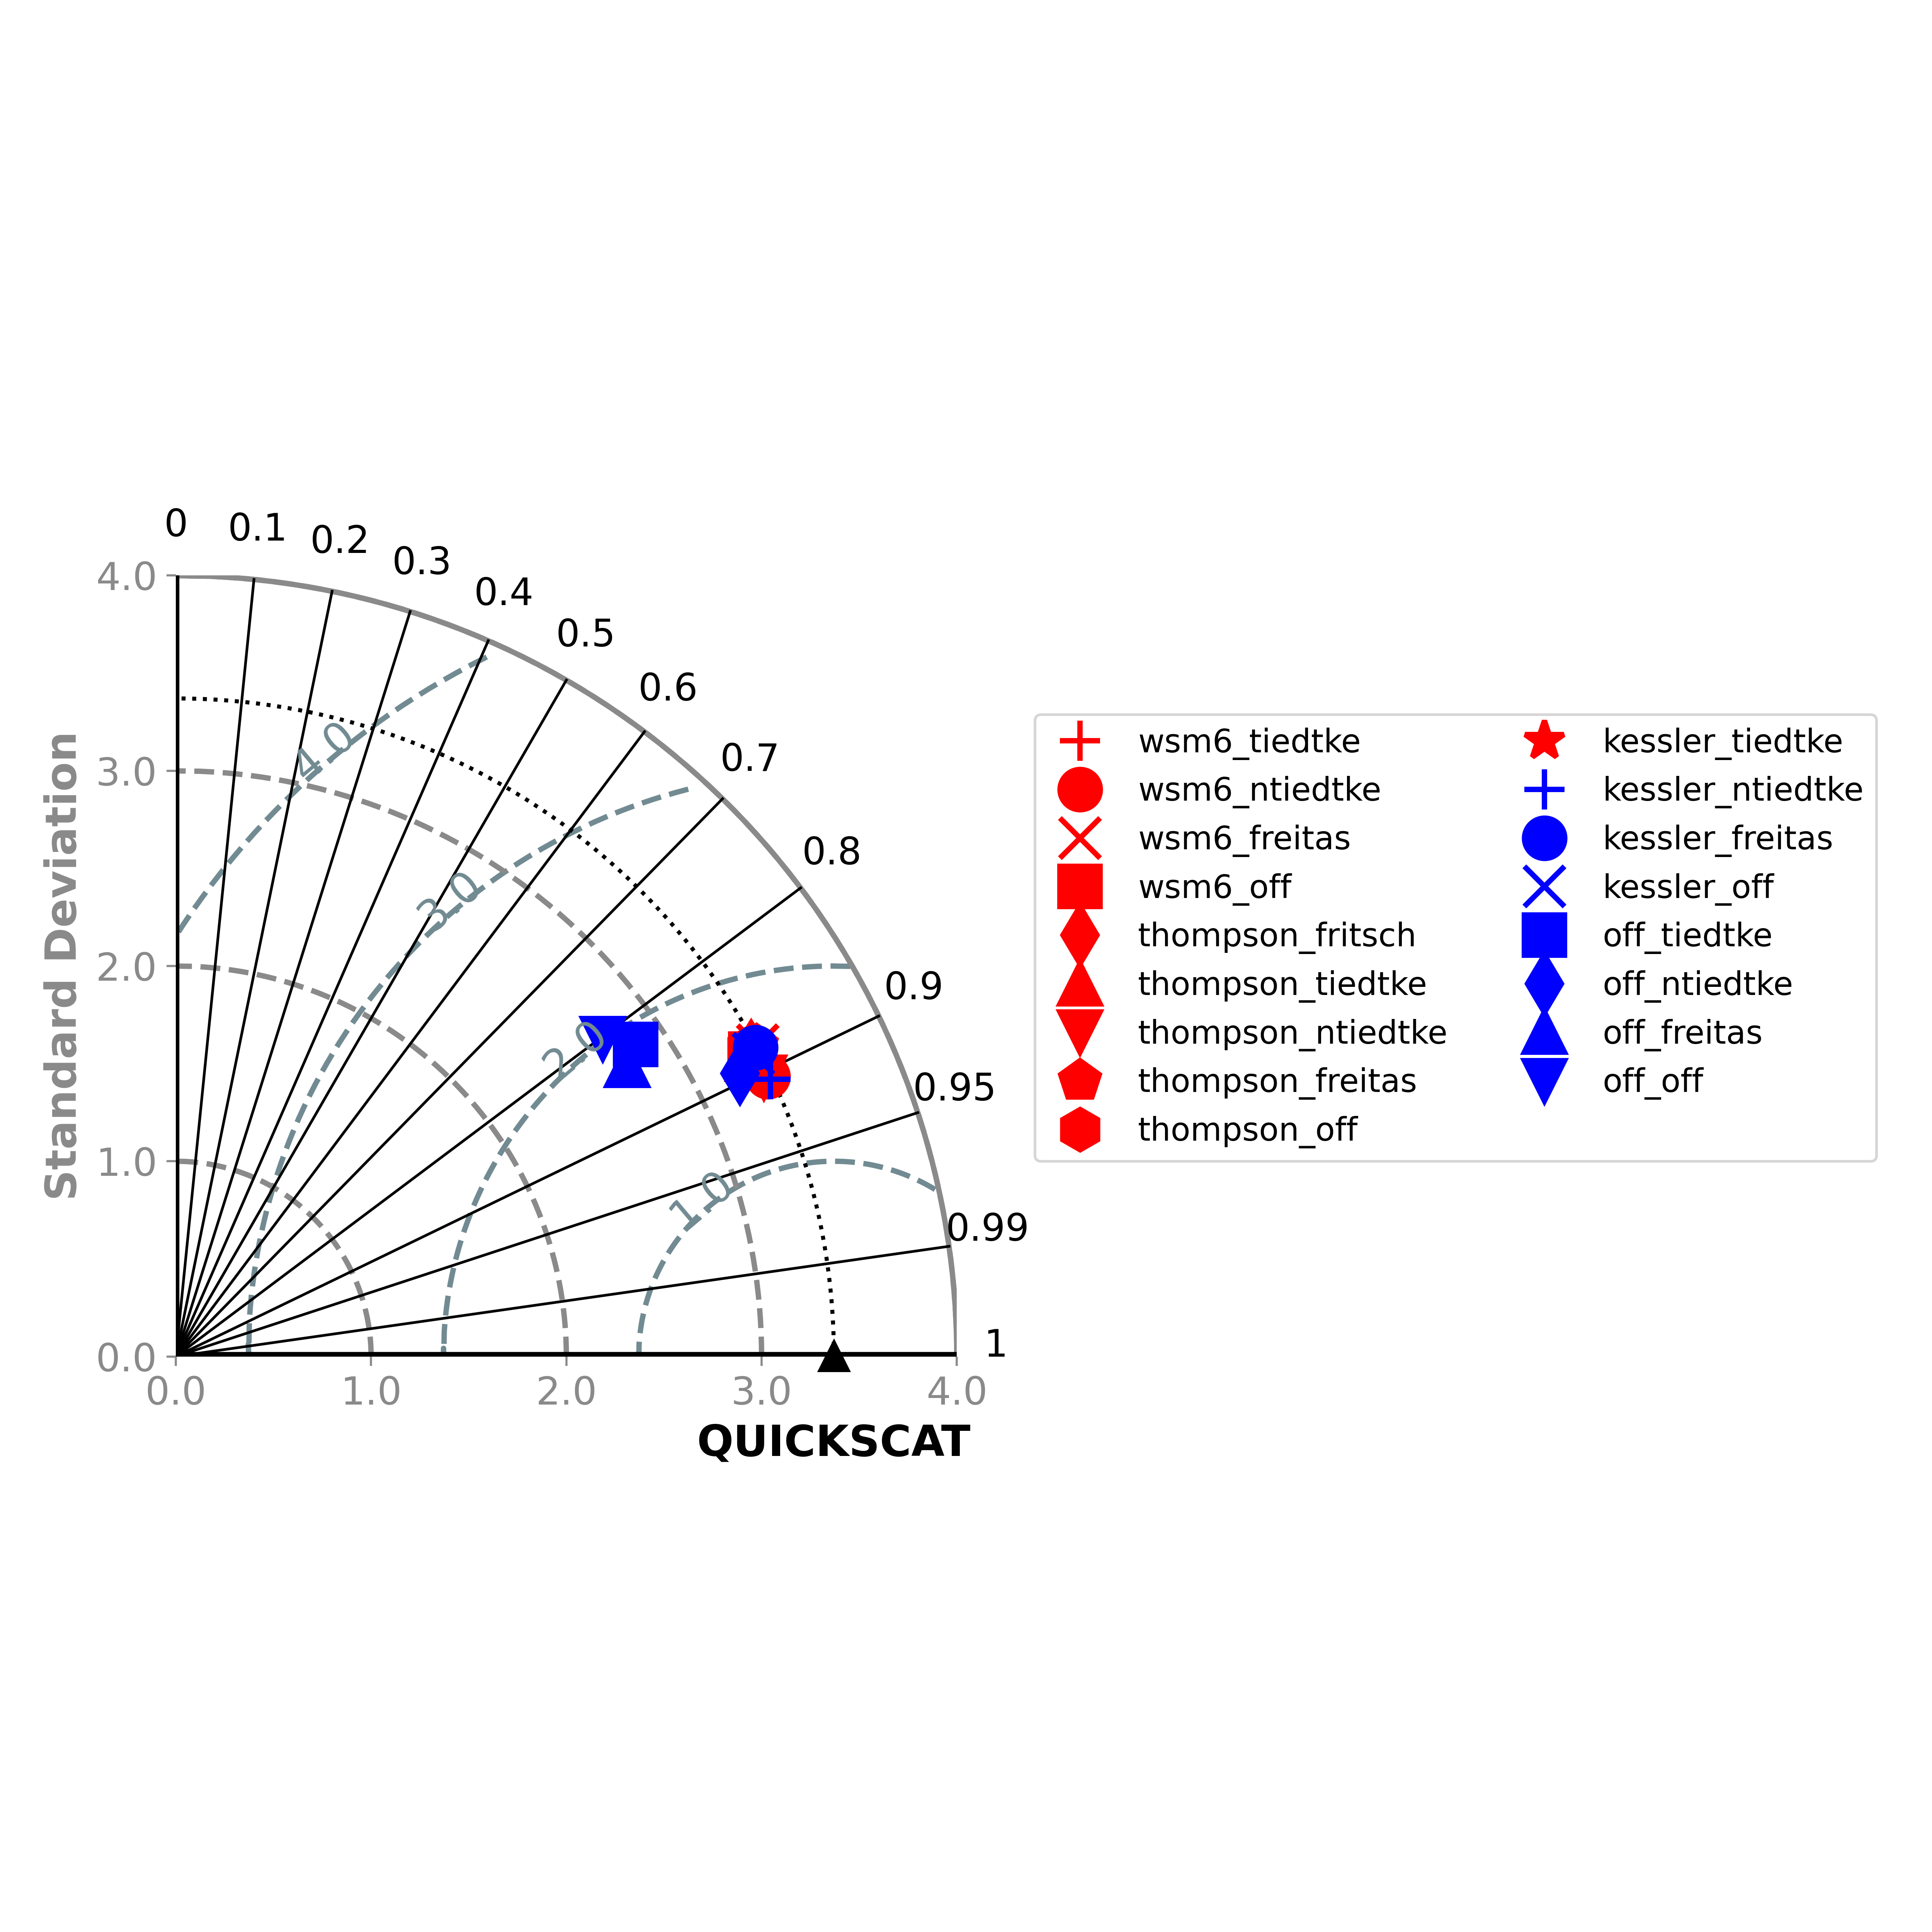 0
0.1
0.2
0.3
0.4
0.5
0.6
0.7
0.8
0.9
0.95
0.99
1
Standard Deviation
4.0
3.0
2.0
1.0
0.0
0.0
1.0
2.0
3.0
4.0
QUICKSCAT
4.0
3.0
2.0
1.0
wsm6_tiedtke
wsm6_ntiedtke
wsm6_freitas
wsm6_off
thompson_fritsch
thompson_tiedtke
thompson_ntiedtke
thompson_freitas
thompson_off
kessler_tiedtke
kessler_ntiedtke
kessler_freitas
kessler_off
off_tiedtke
off_ntiedtke
off_freitas
off_off